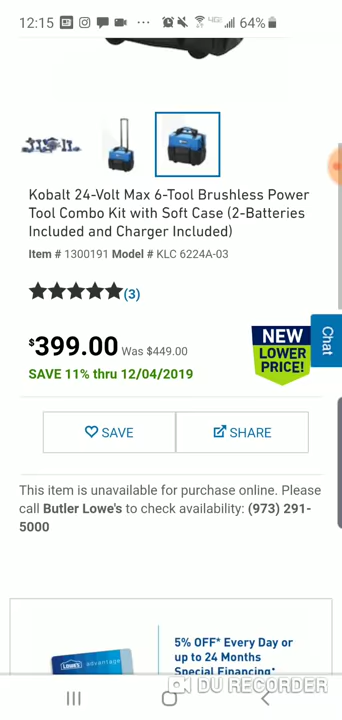 12:15
64%
Kobalt 24-Volt Max 6-Tool Brushless Power
Tool Combo Kit with Soft Case (2-Batteries
Included and Charger Included)
Item # 1300191 Model # KLC 6224A-03
(3)
$399.00 Was $449.00
SAVE 11% thru 12/04/2019
NEW
LOWER
PRICE!
Chat
SAVE
SHARE
This item is unavailable for purchase online. Please
call Butler Lowe's to check availability: (973) 291-
5000
LOWE'S advantage
5% OFF* Every Day or
up to 24 Months
Special Financing*
DU RECORDER